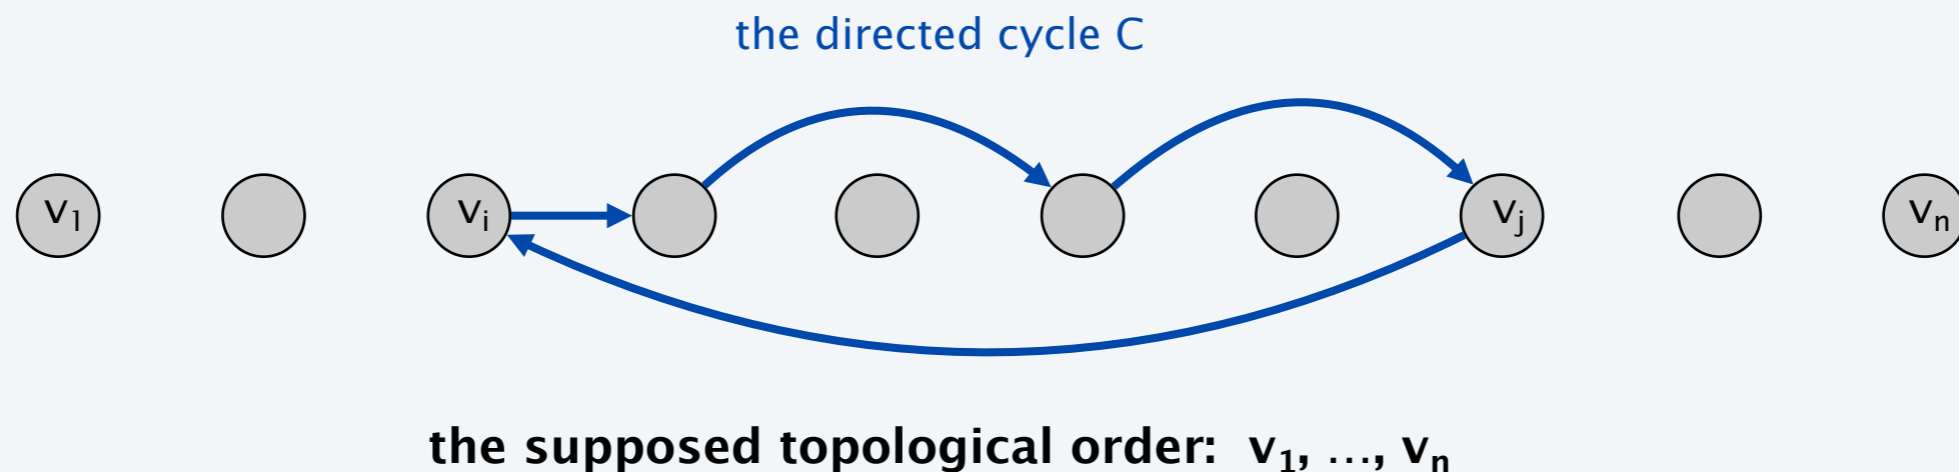 the directed cycle C
v₁ vᵢ vⱼ vₙ
the supposed topological order: v₁, …, vₙ